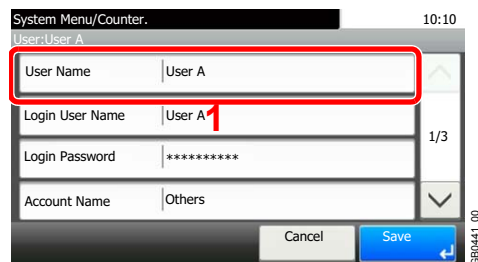 System Menu/Counter.
10:10
User:User A
User Name
User A
Login User Name
User A
1
1/3
Login Password
**********
Account Name
Others
Cancel
Save
GB0441_00